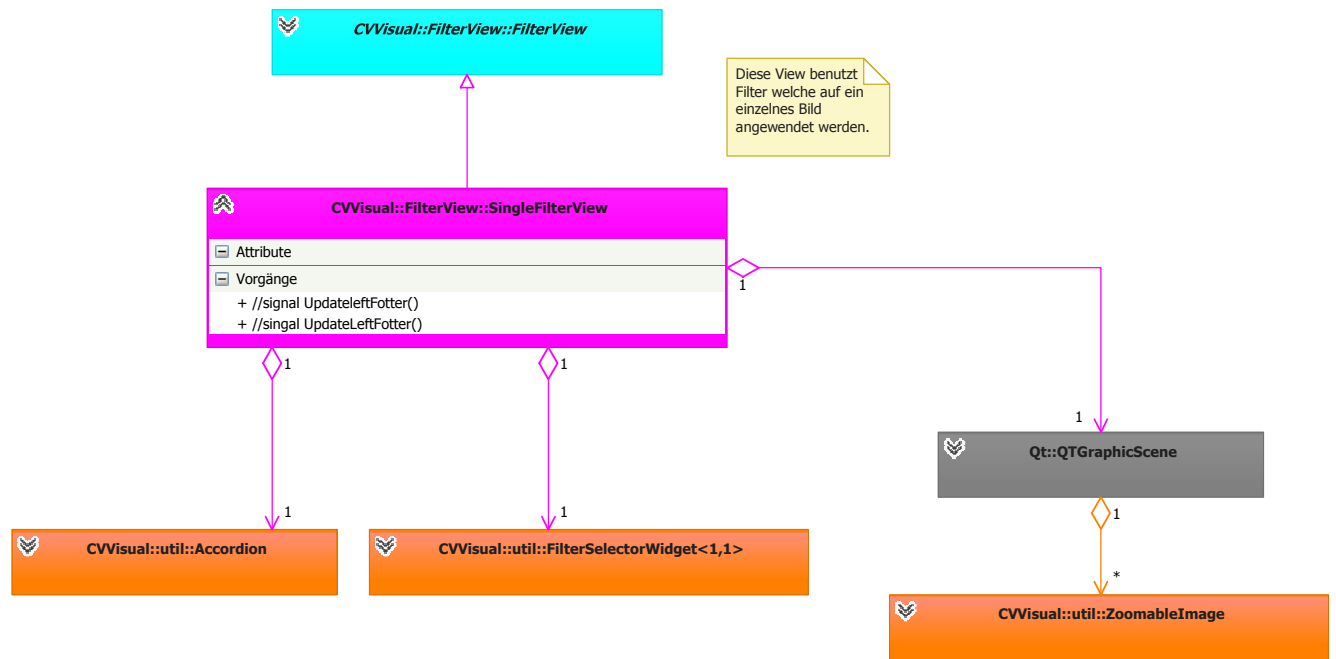 CVVisual::FilterView::FilterView
Diese View benutzt
Filter welche auf ein
einzelnes Bild
angewendet werden.
CVVisual::FilterView::SingleFilterView
Attribute
Vorgänge
+ //signal UpdateleftFotter()
+ //singal UpdateLeftFotter()
1
1
1
1
Qt::QTGraphicScene
1
1
1
CVVisual::util::Accordion
CVVisual::util::FilterSelectorWidget<1,1>
*
CVVisual::util::ZoomableImage